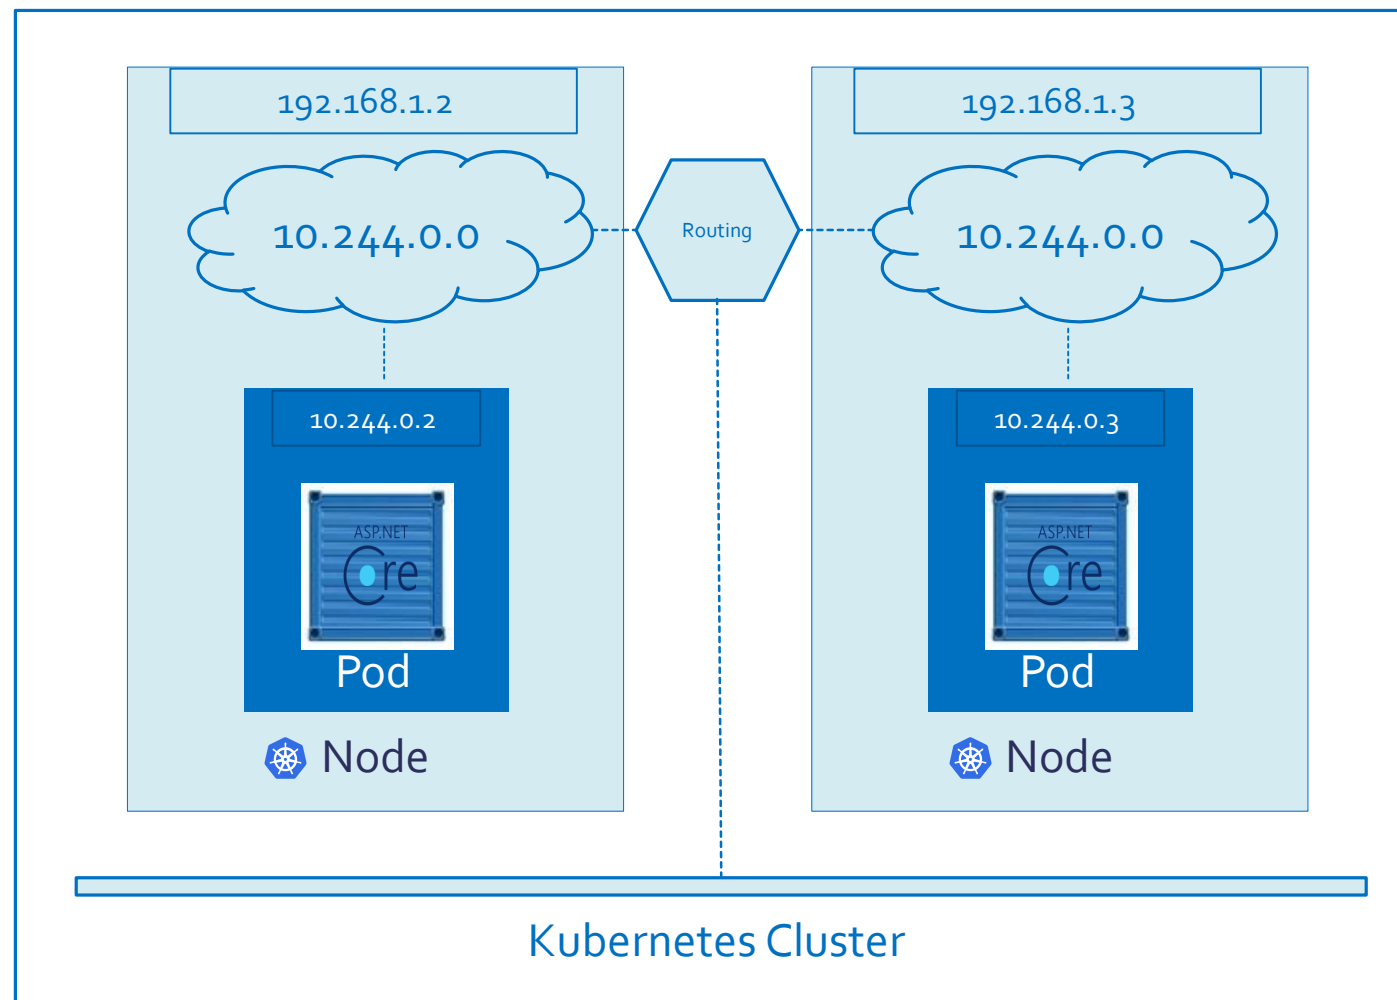 192.168.1.2
192.168.1.3
10.244.0.0
Routing
10.244.0.0
10.244.0.2
10.244.0.3
ASP.NET
Core
ASP.NET
Core
Pod
Pod
Node
Node
Kubernetes Cluster